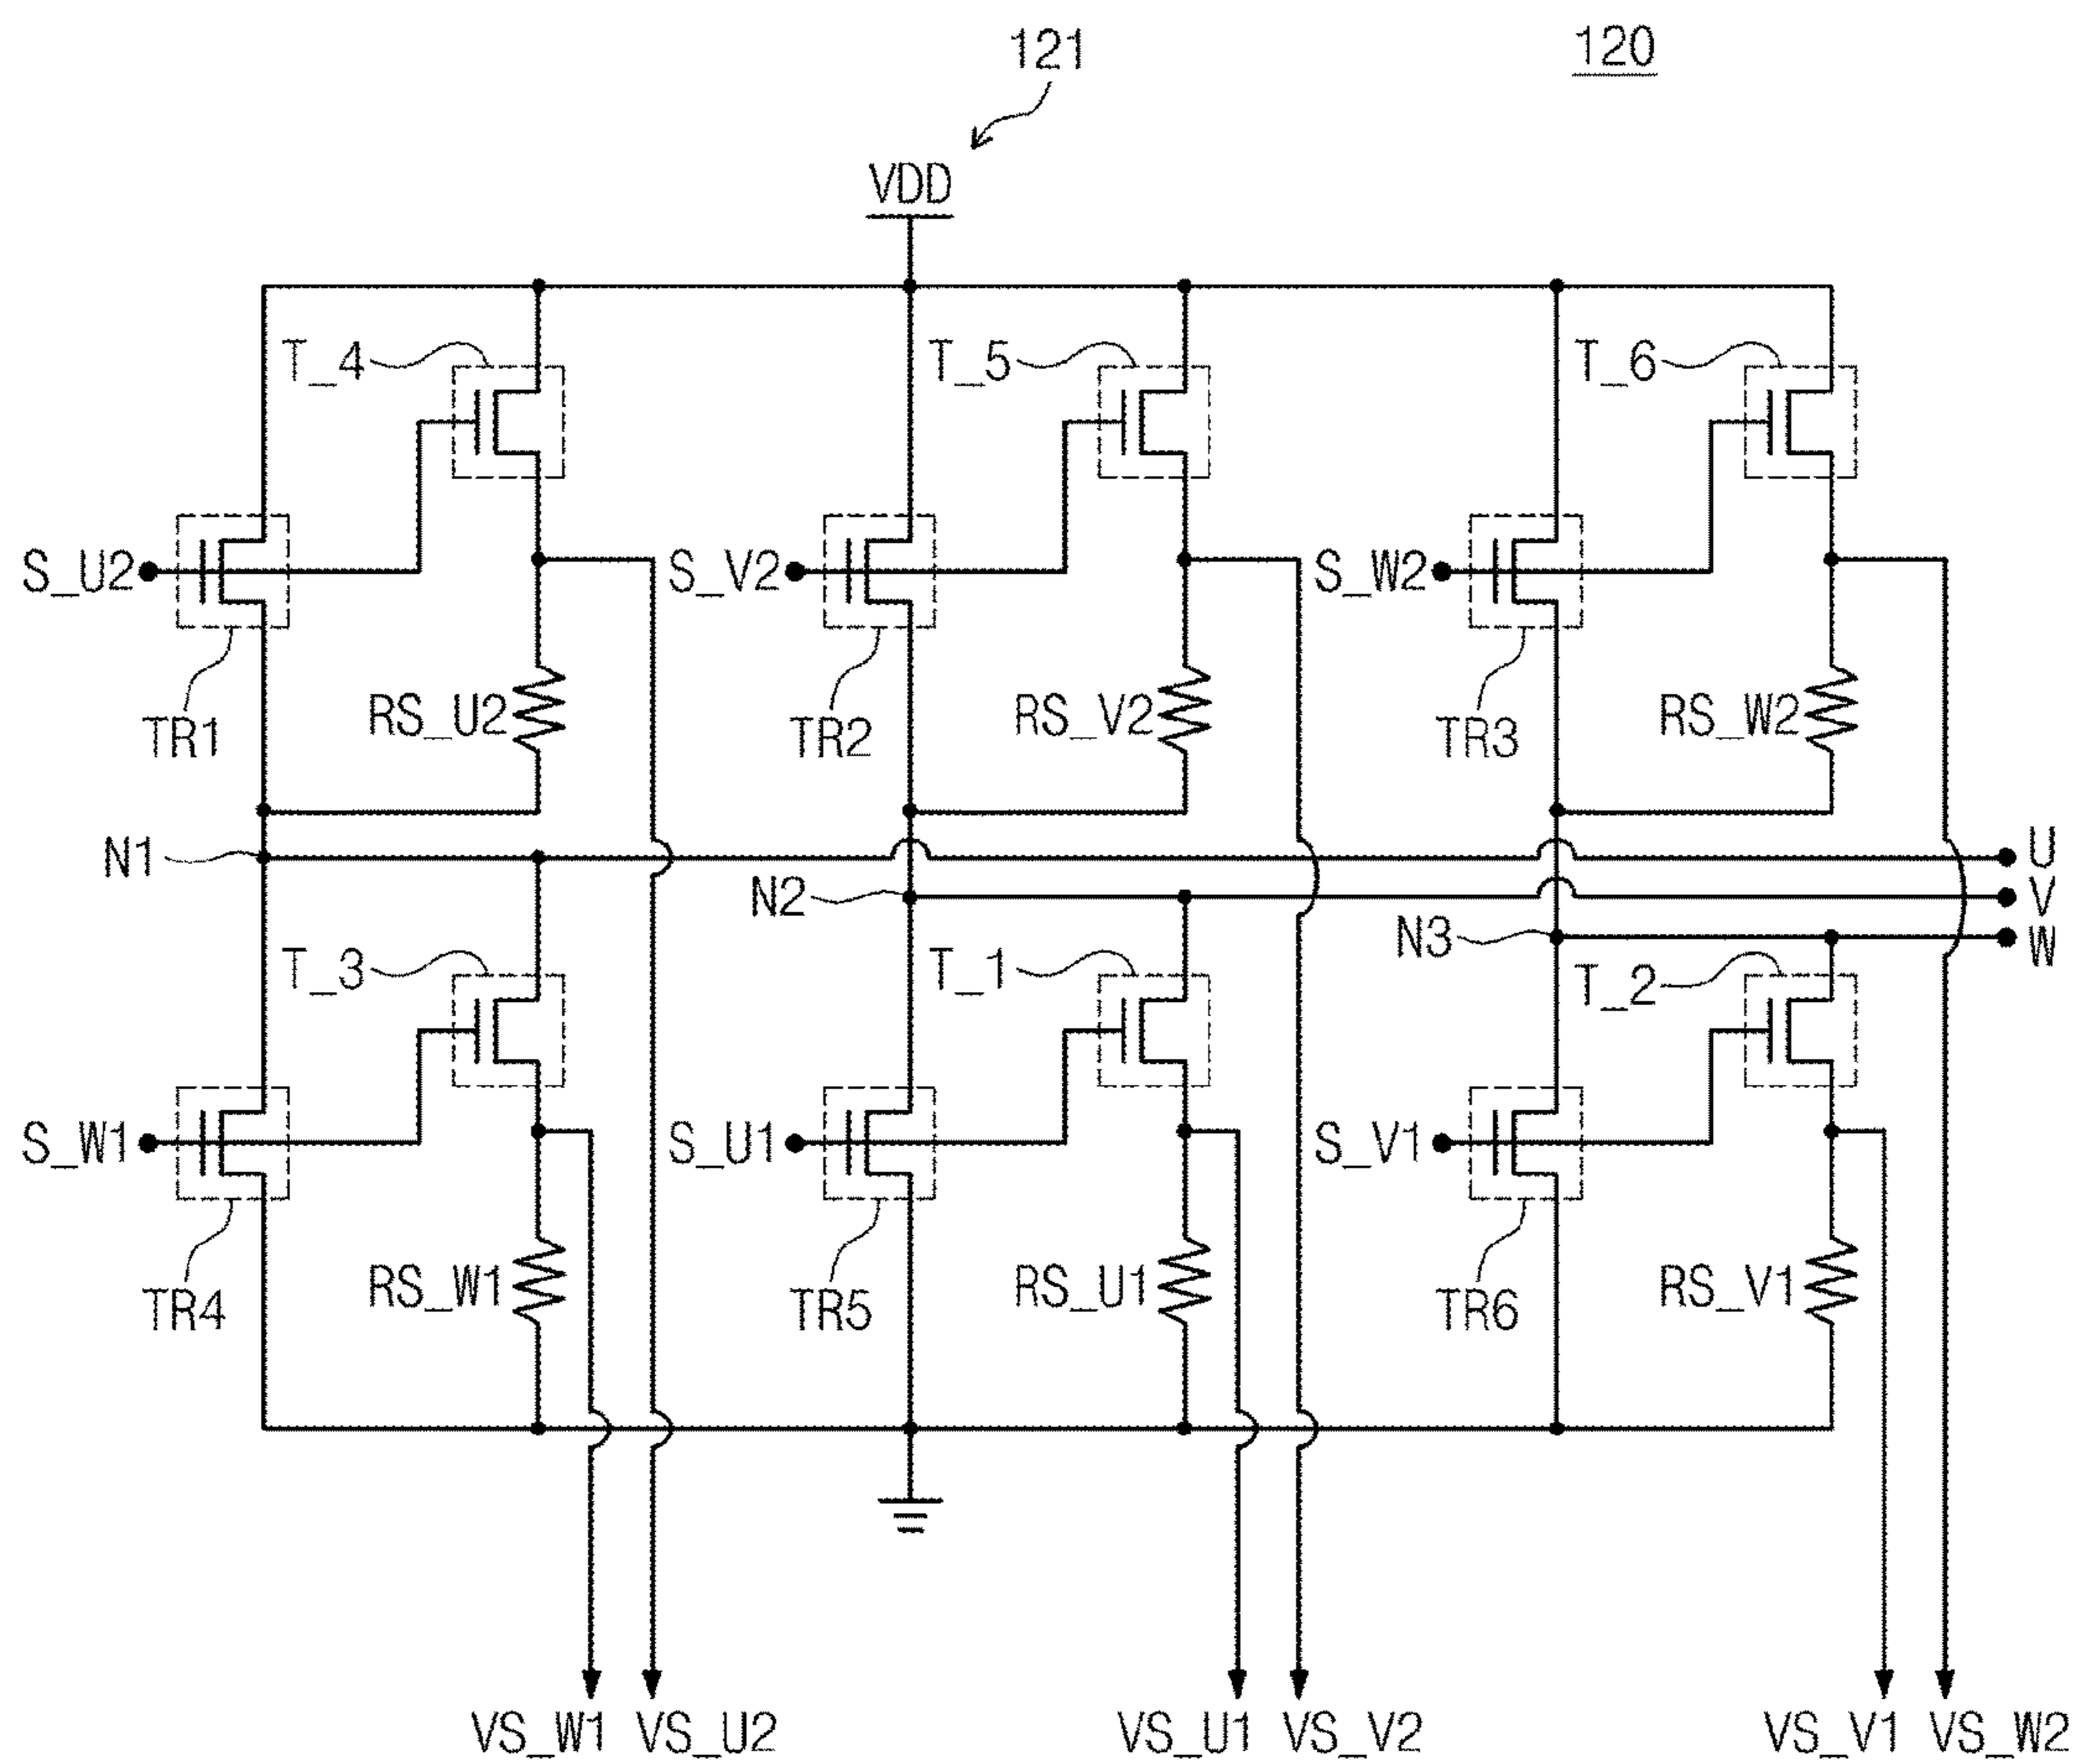 121
120
VDD
T_4
T_5
T_6
S_U2
S_V2
S_W2
TR1
RS_U2
TR2
RS_V2
TR3
RS_W2
N1
U
N2
V
N3
W
T_3
T_1
T_2
S_W1
S_U1
S_V1
TR4
RS_W1
TR5
RS_U1
TR6
RS_V1
VS_W1
VS_U2
VS_U1
VS_V2
VS_V1
VS_W2